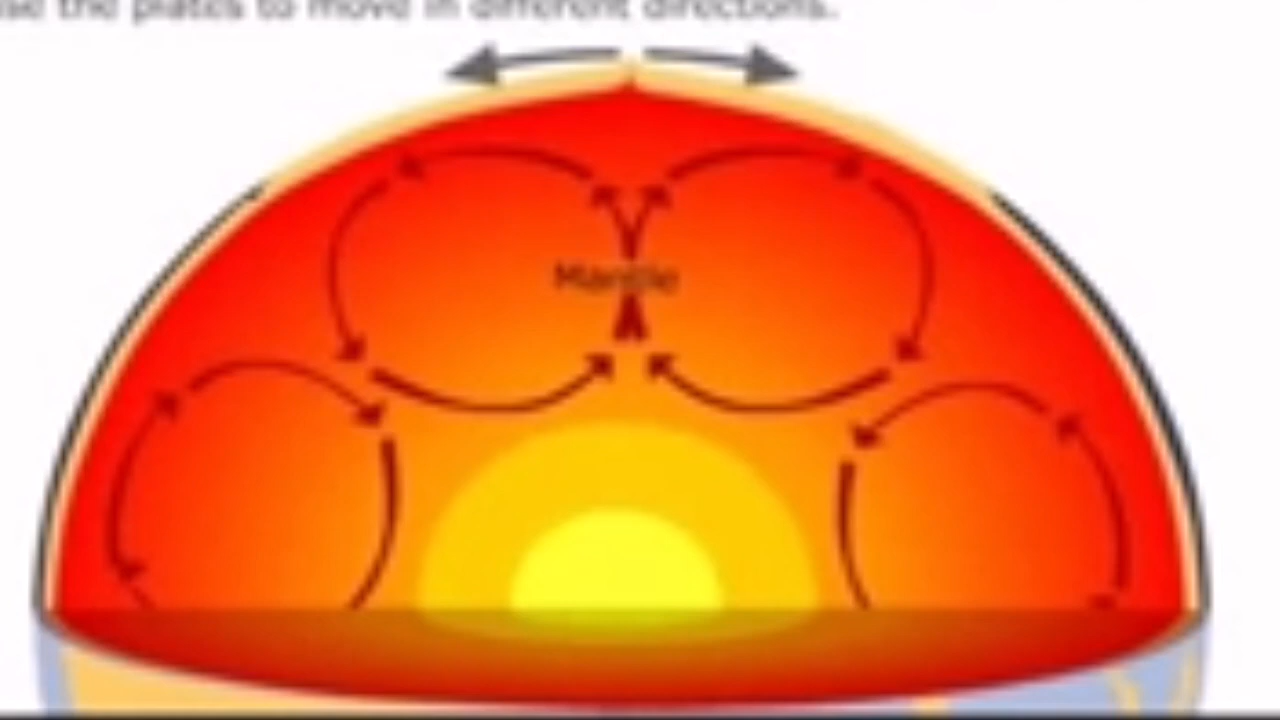 the plates to move in different directions.
Mantle